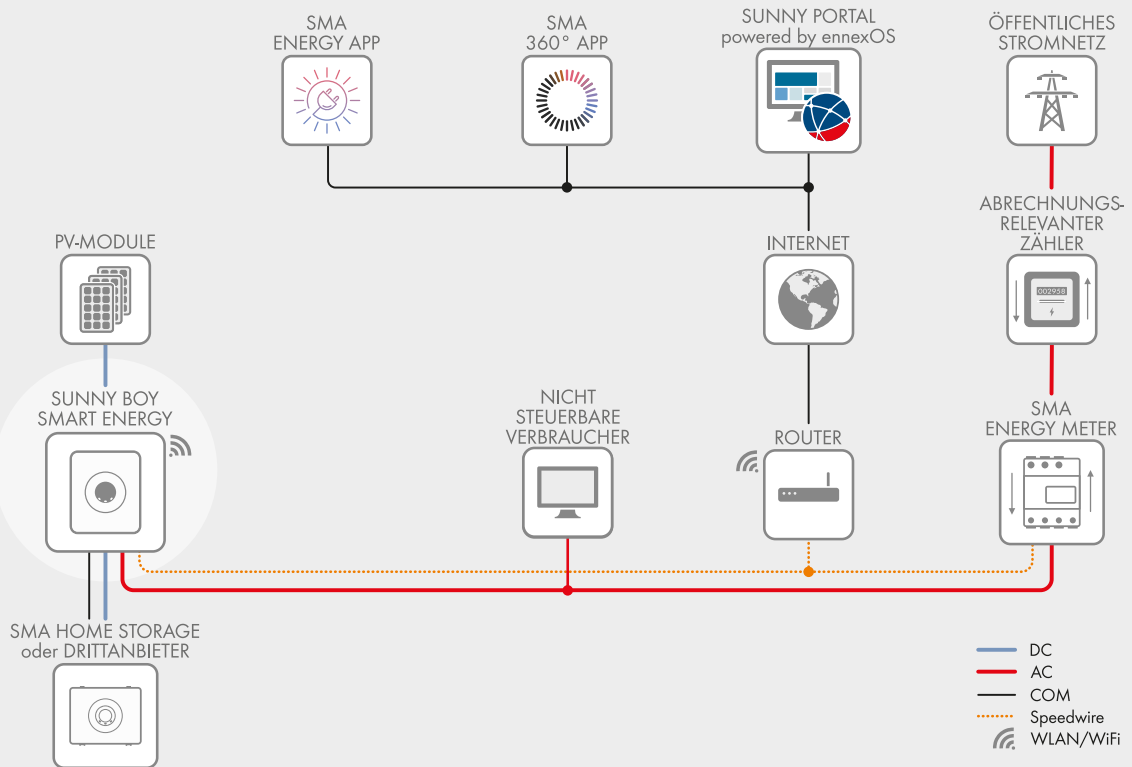 SMA
ENERGY APP
SMA
360° APP
SUNNY PORTAL
powered by ennexOS
ÖFFENTLICHES
STROMNETZ
ABRECHNUNGS-
RELEVANTER
ZÄHLER
002958
PV-MODULE
INTERNET
SUNNY BOY
SMART ENERGY
NICHT
STEUERBARE
VERBRAUCHER
ROUTER
SMA
ENERGY METER
SMA HOME STORAGE
oder DRITTANBIETER
DC
AC
COM
Speedwire
WLAN/WiFi